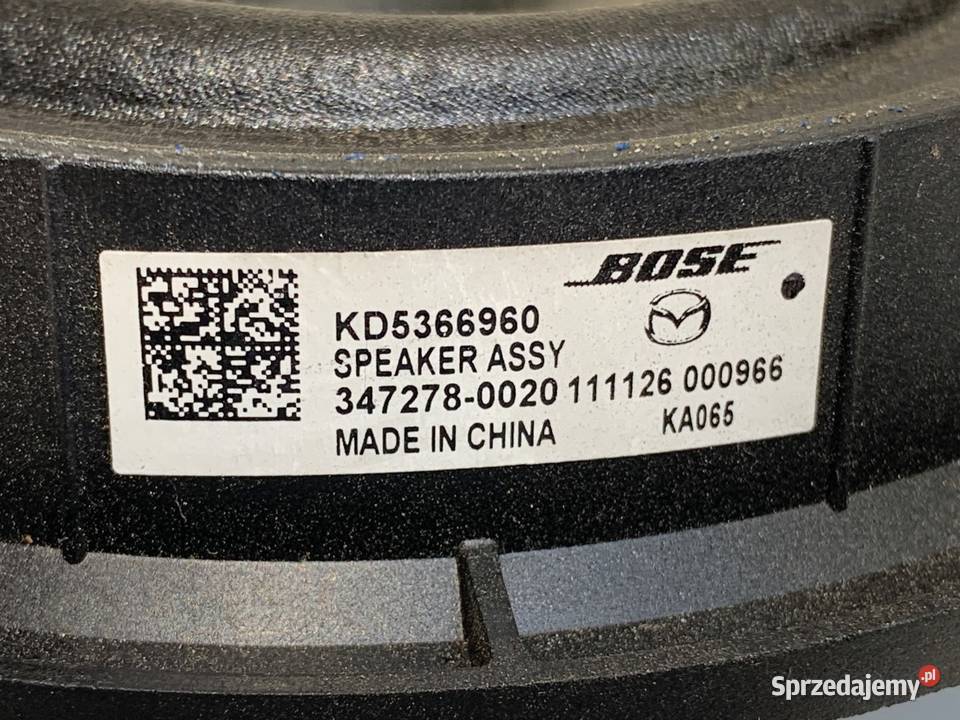 BOSE
KD5366960
SPEAKER ASSY
347278-0020 111126 000966
MADE IN CHINA KA065
Sprzedajemy.pl